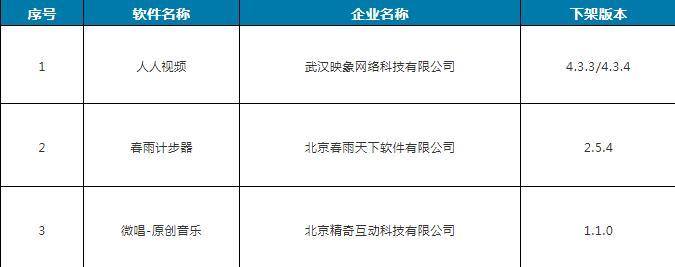 序号 软件名称 企业名称 下架版本
1 人人视频 武汉映象网络科技有限公司 4.3.3/4.3.4
2 春雨计步器 北京春雨天下软件有限公司 2.5.4
3 微唱-原创音乐 北京精奇互动科技有限公司 1.1.0